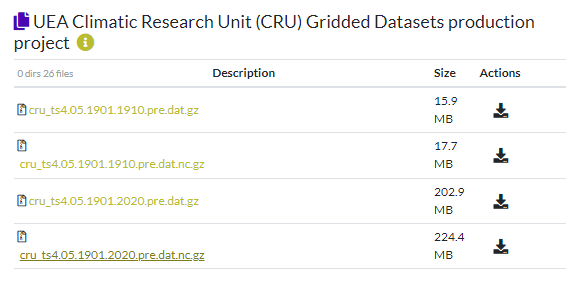 UEA Climatic Research Unit (CRU) Gridded Datasets production
project
0 dirs 26 files Description Size Actions
cru_ts4.05.1901.1910.pre.dat.gz 15.9
MB
cru_ts4.05.1901.1910.pre.dat.nc.gz 17.7
MB
cru_ts4.05.1901.2020.pre.dat.gz 202.9
MB
cru_ts4.05.1901.2020.pre.dat.nc.gz 224.4
MB